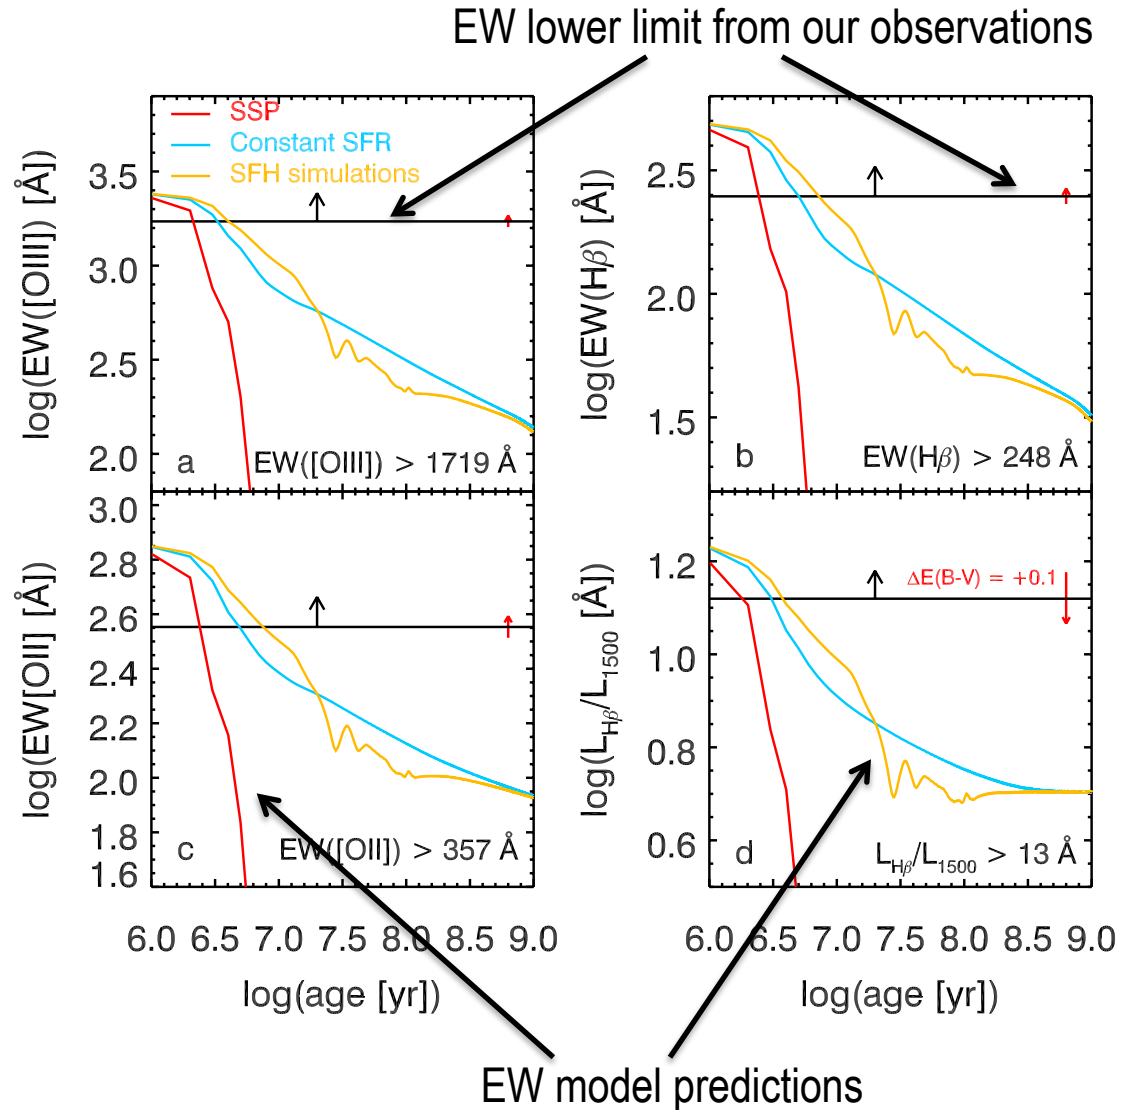 EW lower limit from our observations
SSP
Constant SFR
SFH simulations
log(EW([OIII]) [Å]
3.5
3.0
2.5
2.0
a
EW([OIII]) > 1719 Å
log(EW(Hβ) [Å]
2.5
2.0
1.5
b
EW(Hβ) > 248 Å
log(EW[OII] [Å]
3.0
2.8
2.6
2.4
2.2
2.0
1.8
1.6
c
EW([OII]) > 357 Å
6.0 6.5 7.0 7.5 8.0 8.5 9.0
log(age [yr])
log(L_Hβ/L_1500 [Å]
1.2
1.0
0.8
0.6
ΔE(B-V) = +0.1
d
L_Hβ/L_1500 > 13 Å
6.0 6.5 7.0 7.5 8.0 8.5 9.0
log(age [yr])
EW model predictions